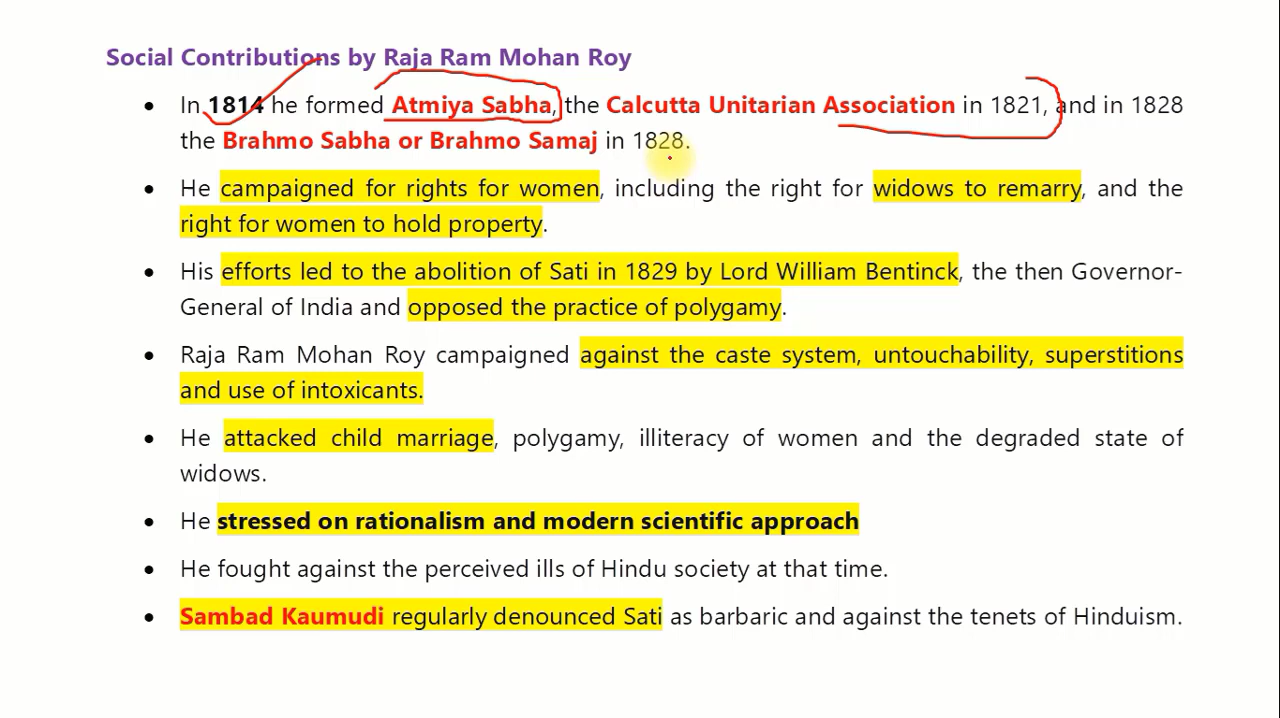 Social Contributions by Raja Ram Mohan Roy
• In 1814 he formed Atmiya Sabha, the Calcutta Unitarian Association in 1821, and in 1828
the Brahmo Sabha or Brahmo Samaj in 1828.
• He campaigned for rights for women, including the right for widows to remarry, and the
right for women to hold property.
• His efforts led to the abolition of Sati in 1829 by Lord William Bentinck, the then Governor-
General of India and opposed the practice of polygamy.
• Raja Ram Mohan Roy campaigned against the caste system, untouchability, superstitions
and use of intoxicants.
• He attacked child marriage, polygamy, illiteracy of women and the degraded state of
widows.
• He stressed on rationalism and modern scientific approach
• He fought against the perceived ills of Hindu society at that time.
• Sambad Kaumudi regularly denounced Sati as barbaric and against the tenets of Hinduism.